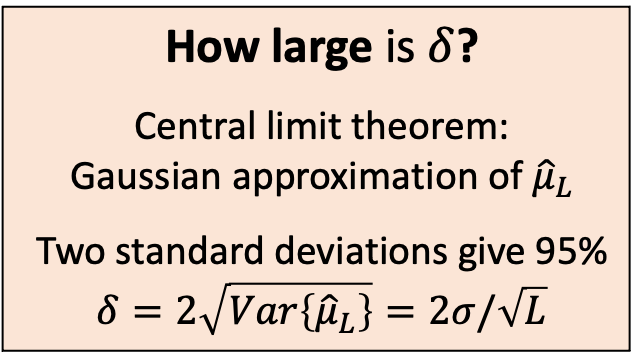 How large is δ?
Central limit theorem:
Gaussian approximation of μ̂_L
Two standard deviations give 95%
δ = 2√Var{μ̂_L} = 2σ/√L